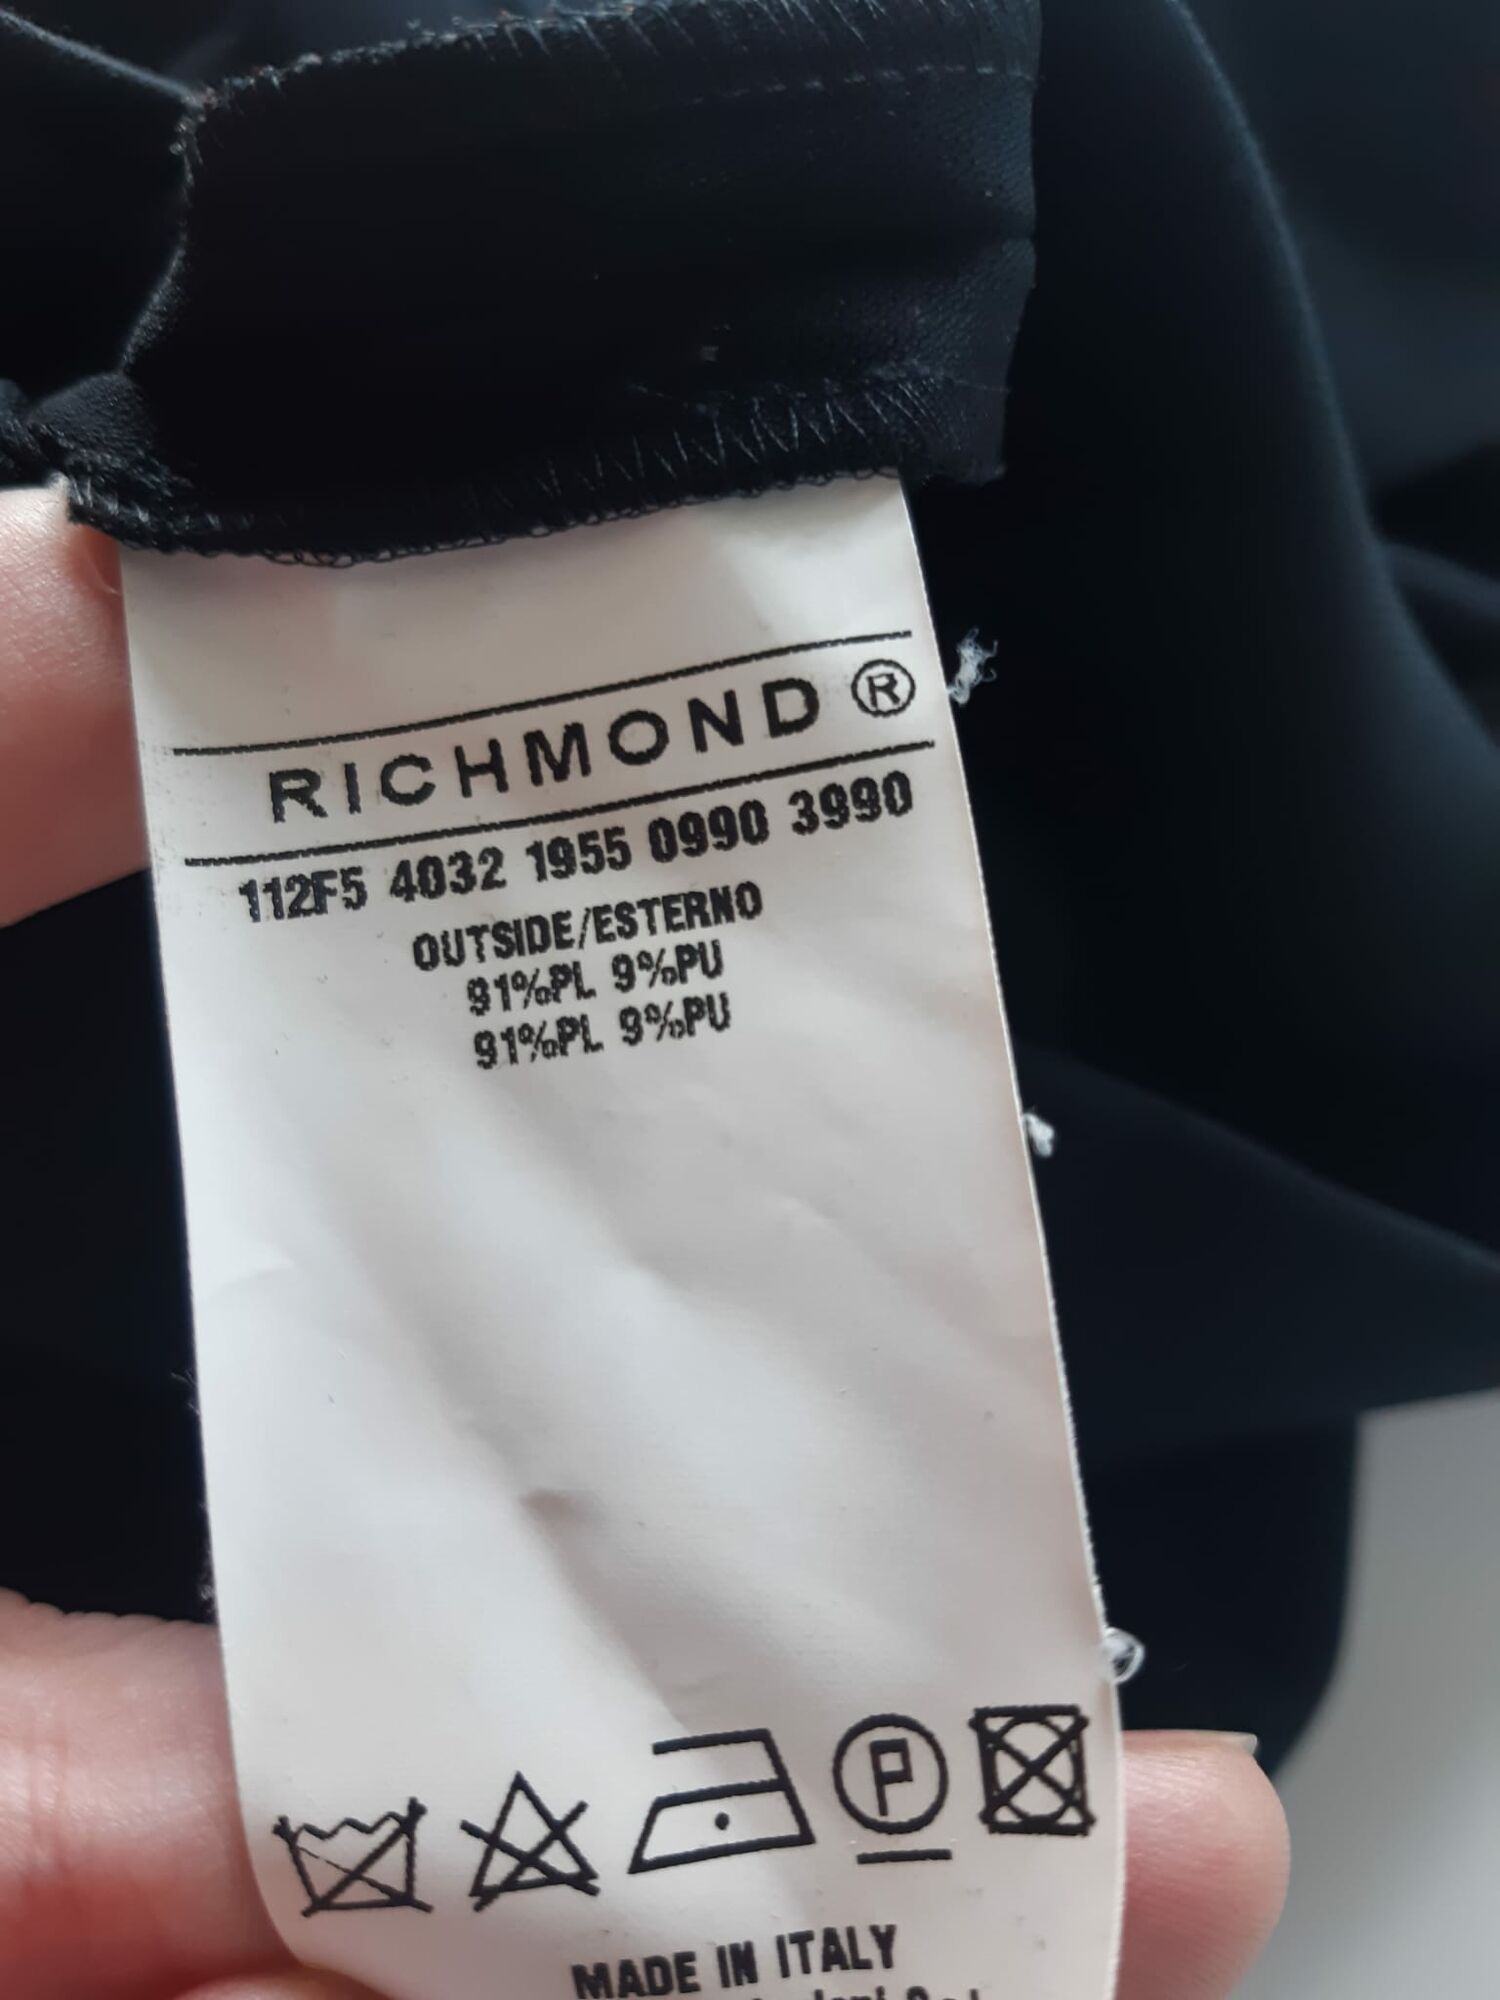 RICHMOND ®
112F5 4032 1955 0990 3990
OUTSIDE/ESTERNO
91%PL 9%PU
91%PL 9%PU
P
MADE IN ITALY